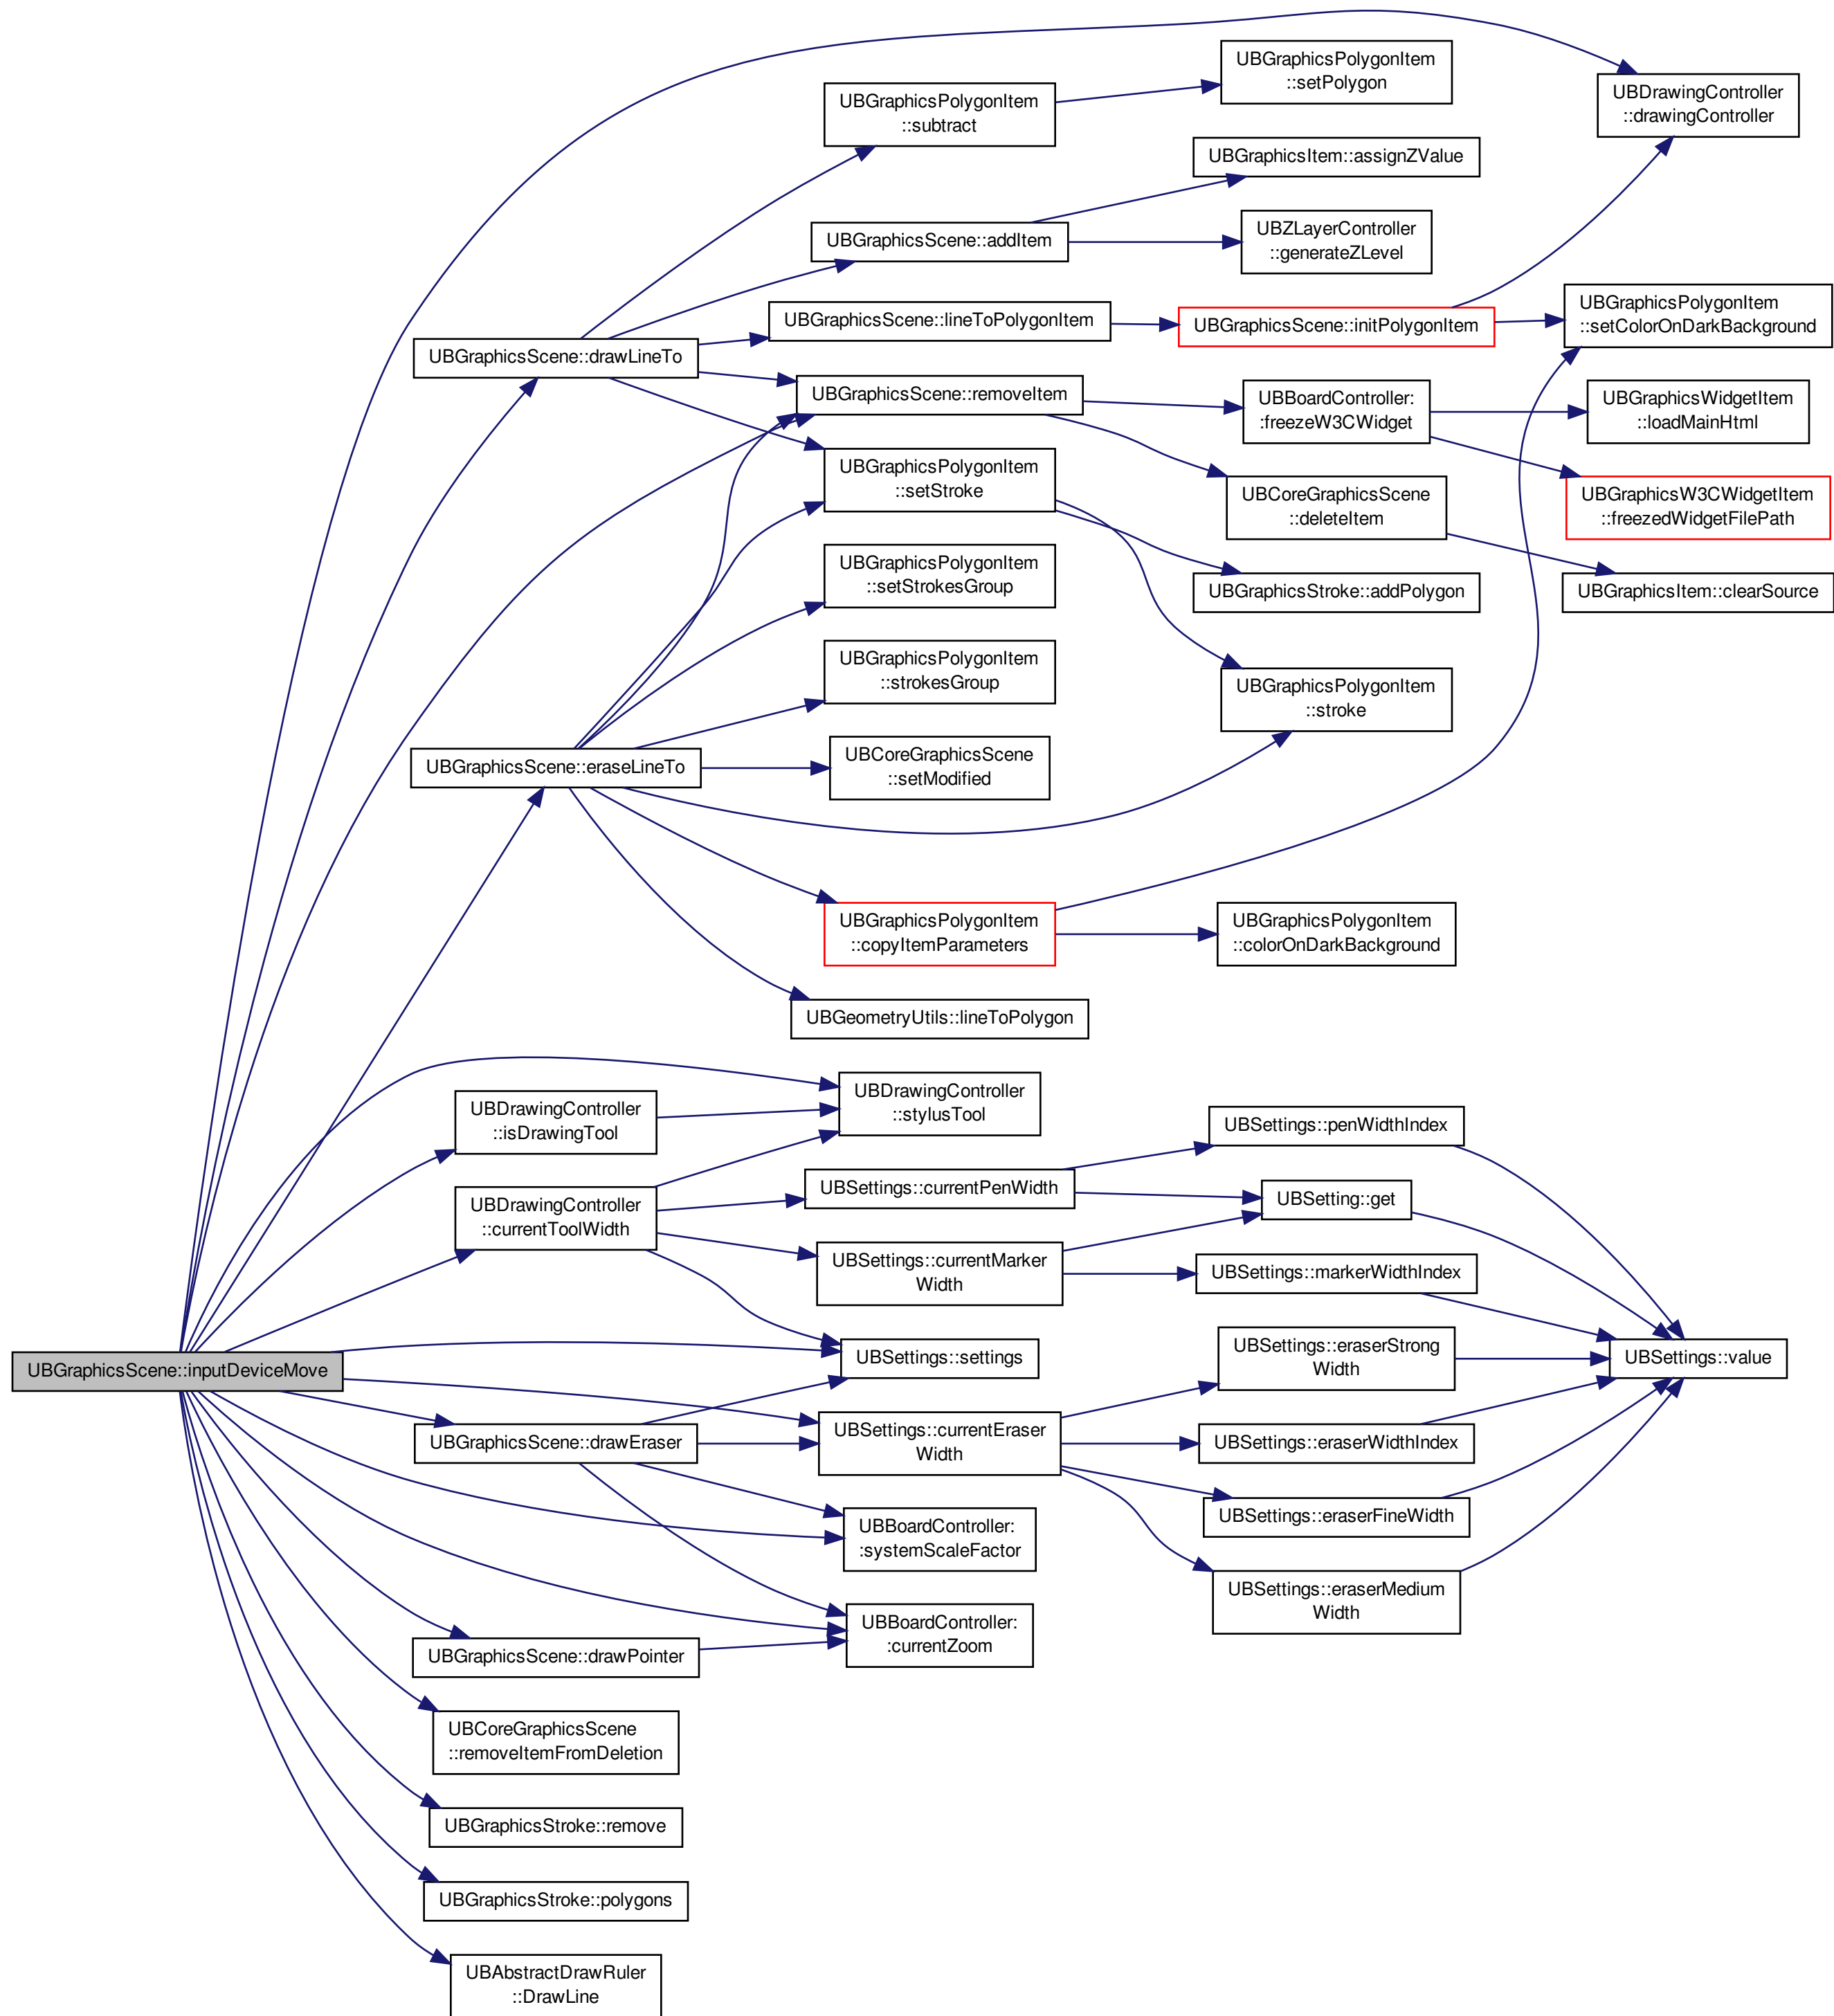 UBGraphicsPolygonItem
::setPolygon
UBDrawingController
::drawingController
UBGraphicsPolygonItem
::subtract
UBGraphicsItem::assignZValue
UBGraphicsScene::addItem
UBZLayerController
::generateZLevel
UBGraphicsScene::lineToPolygonItem
UBGraphicsScene::initPolygonItem
UBGraphicsPolygonItem
::setColorOnDarkBackground
UBGraphicsScene::drawLineTo
UBGraphicsScene::removeItem
UBBoardController:
:freezeW3CWidget
UBGraphicsWidgetItem
::loadMainHtml
UBGraphicsPolygonItem
::setStroke
UBCoreGraphicsScene
::deleteItem
UBGraphicsW3CWidgetItem
::freezedWidgetFilePath
UBGraphicsPolygonItem
::setStrokesGroup
UBGraphicsStroke::addPolygon
UBGraphicsItem::clearSource
UBGraphicsPolygonItem
::strokesGroup
UBGraphicsPolygonItem
::stroke
UBGraphicsScene::eraseLineTo
UBCoreGraphicsScene
::setModified
UBGraphicsPolygonItem
::copyItemParameters
UBGraphicsPolygonItem
::colorOnDarkBackground
UBGeometryUtils::lineToPolygon
UBDrawingController
::isDrawingTool
UBDrawingController
::stylusTool
UBSettings::penWidthIndex
UBDrawingController
::currentToolWidth
UBSettings::currentPenWidth
UBSetting::get
UBSettings::currentMarker
Width
UBSettings::markerWidthIndex
UBGraphicsScene::inputDeviceMove
UBSettings::settings
UBSettings::eraserStrong
Width
UBSettings::value
UBGraphicsScene::drawEraser
UBSettings::currentEraser
Width
UBSettings::eraserWidthIndex
UBSettings::eraserFineWidth
UBBoardController:
:systemScaleFactor
UBSettings::eraserMedium
Width
UBBoardController:
:currentZoom
UBGraphicsScene::drawPointer
UBCoreGraphicsScene
::removeItemFromDeletion
UBGraphicsStroke::remove
UBGraphicsStroke::polygons
UBAbstractDrawRuler
::DrawLine